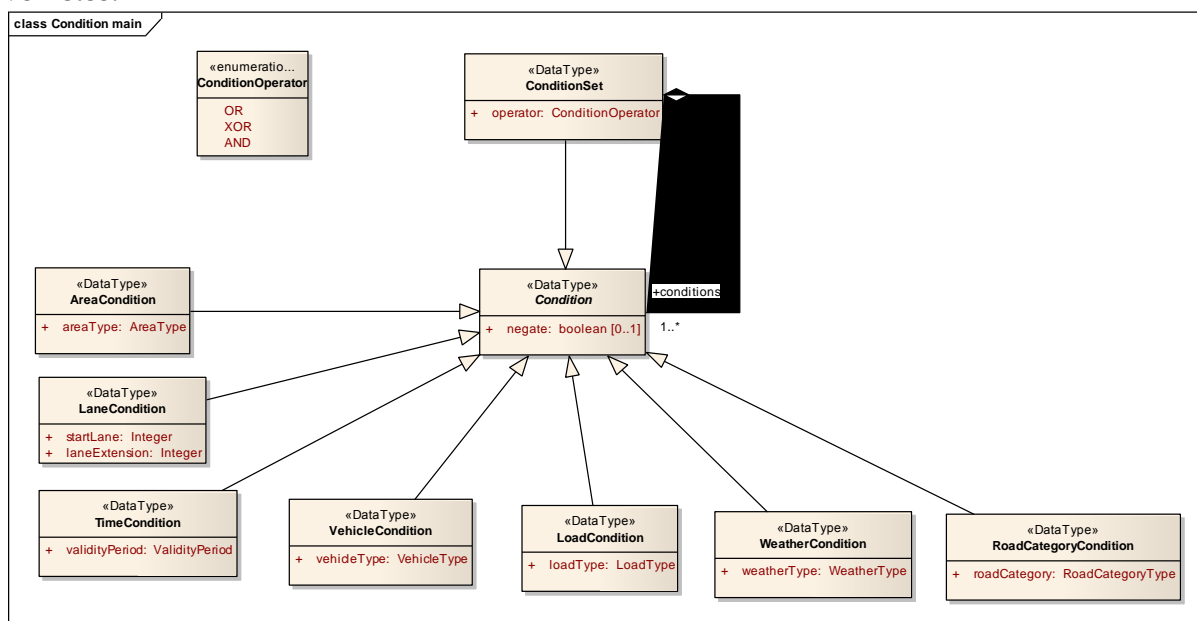 class Condition main
«enumeratio...
ConditionOperator
OR
XOR
AND
«DataType»
ConditionSet
+ operator: ConditionOperator
«DataType»
Condition
+ negate: boolean [0..1]
+conditions
1..*
«DataType»
AreaCondition
+ areaType: AreaType
«DataType»
LaneCondition
+ startLane: Integer
+ laneExtension: Integer
«DataType»
TimeCondition
+ validityPeriod: ValidityPeriod
«DataType»
VehicleCondition
+ vehicleType: VehicleType
«DataType»
LoadCondition
+ loadType: LoadType
«DataType»
WeatherCondition
+ weatherType: WeatherType
«DataType»
RoadCategoryCondition
+ roadCategory: RoadCategoryType